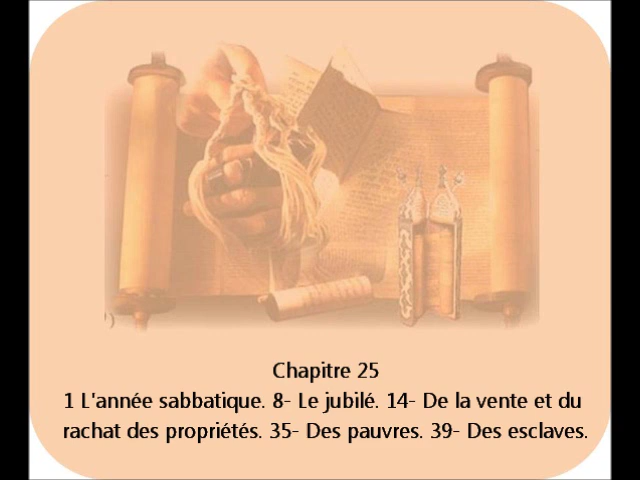 Chapitre 25
1 L'année sabbatique. 8- Le jubilé. 14- De la vente et du
rachat des propriétés. 35- Des pauvres. 39- Des esclaves.